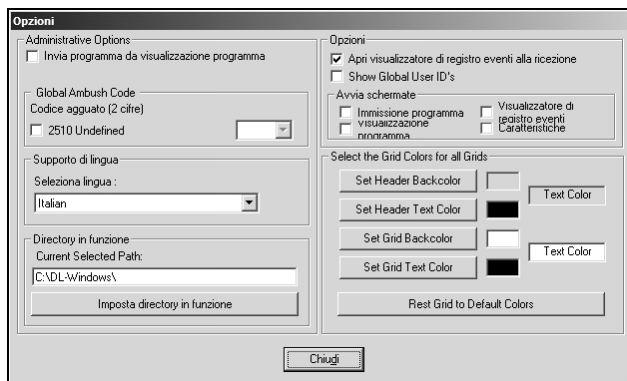 Opzioni
Administrative Options
Invia programma da visualizzazione programma
Global Ambush Code
Codice agguato (2 cifre)
2510 Undefined
Supporto di lingua
Seleziona lingua :
Italian
Directory in funzione
Current Selected Path:
C:\DL-Windows\
Imposta directory in funzione
Opzioni
Apri visualizzatore di registro eventi alla ricezione
Show Global User ID's
Avvia schermate
Immissione programma
visualizzazione
programma
Visualizzatore di
registro eventi
Caratteristiche
Select the Grid Colors for all Grids
Set Header Backcolor
Set Header Text Color
Text Color
Set Grid Backcolor
Set Grid Text Color
Text Color
Rest Grid to Default Colors
Chiudi